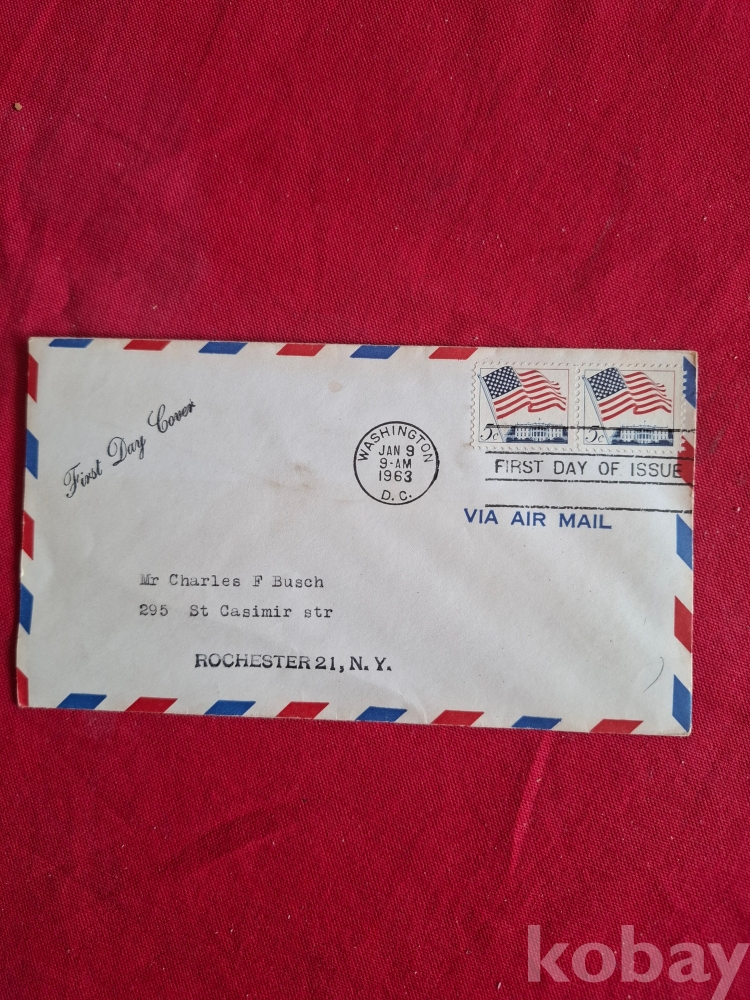 First Day Cover
WASHINGTON
JAN 9
9-AM
1963
D.C.
5c
5c
FIRST DAY OF ISSUE
VIA AIR MAIL
Mr Charles F Busch
295 St Casimir str
ROCHESTER 21, N. Y.
kobay